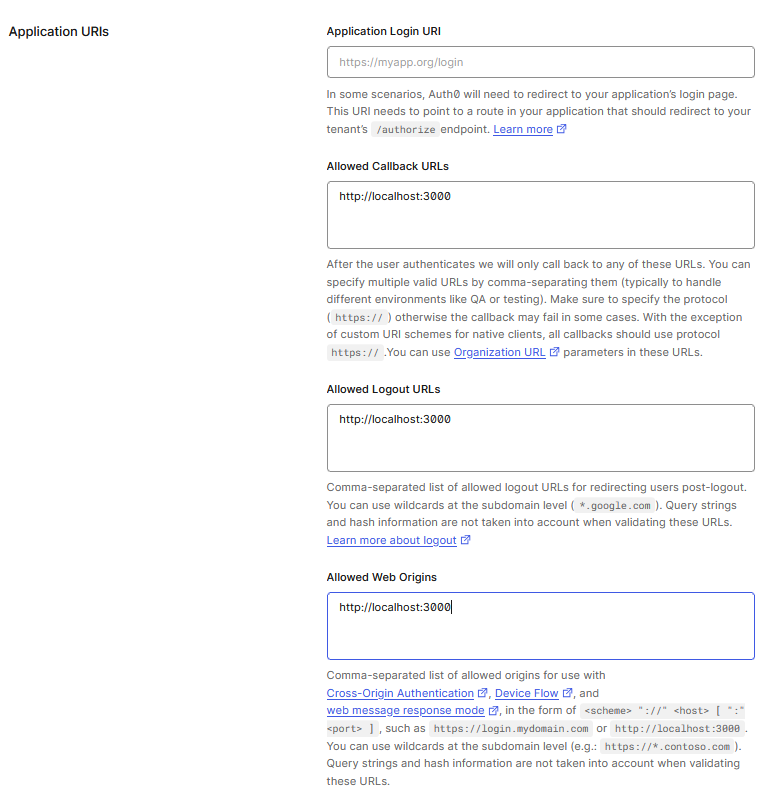 Application URIs
Application Login URI
https://myapp.org/login
In some scenarios, Auth0 will need to redirect to your application's login page.
This URI needs to point to a route in your application that should redirect to your
tenant's /authorize endpoint. Learn more
Allowed Callback URLs
http://localhost:3000
After the user authenticates we will only call back to any of these URLs. You can
specify multiple valid URLs by comma-separating them (typically to handle
different environments like QA or testing). Make sure to specify the protocol
( https:// ) otherwise the callback may fail in some cases. With the exception
of custom URI schemes for native clients, all callbacks should use protocol
https:// .You can use Organization URL parameters in these URLs.
Allowed Logout URLs
http://localhost:3000
Comma-separated list of allowed logout URLs for redirecting users post-logout.
You can use wildcards at the subdomain level ( *.google.com ). Query strings
and hash information are not taken into account when validating these URLs.
Learn more about logout
Allowed Web Origins
http://localhost:3000
Comma-separated list of allowed origins for use with
Cross-Origin Authentication , Device Flow , and
web message response mode , in the form of <scheme> "://" <host> [ ":"
<port> ] , such as https://login.mydomain.com or http://localhost:3000 .
You can use wildcards at the subdomain level (e.g.: https://*.contoso.com ).
Query strings and hash information are not taken into account when validating
these URLs.